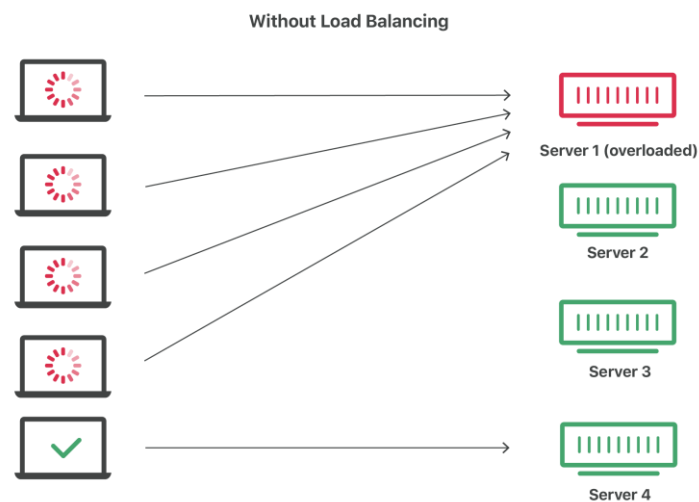 Without Load Balancing
Server 1 (overloaded)
Server 2
Server 3
Server 4